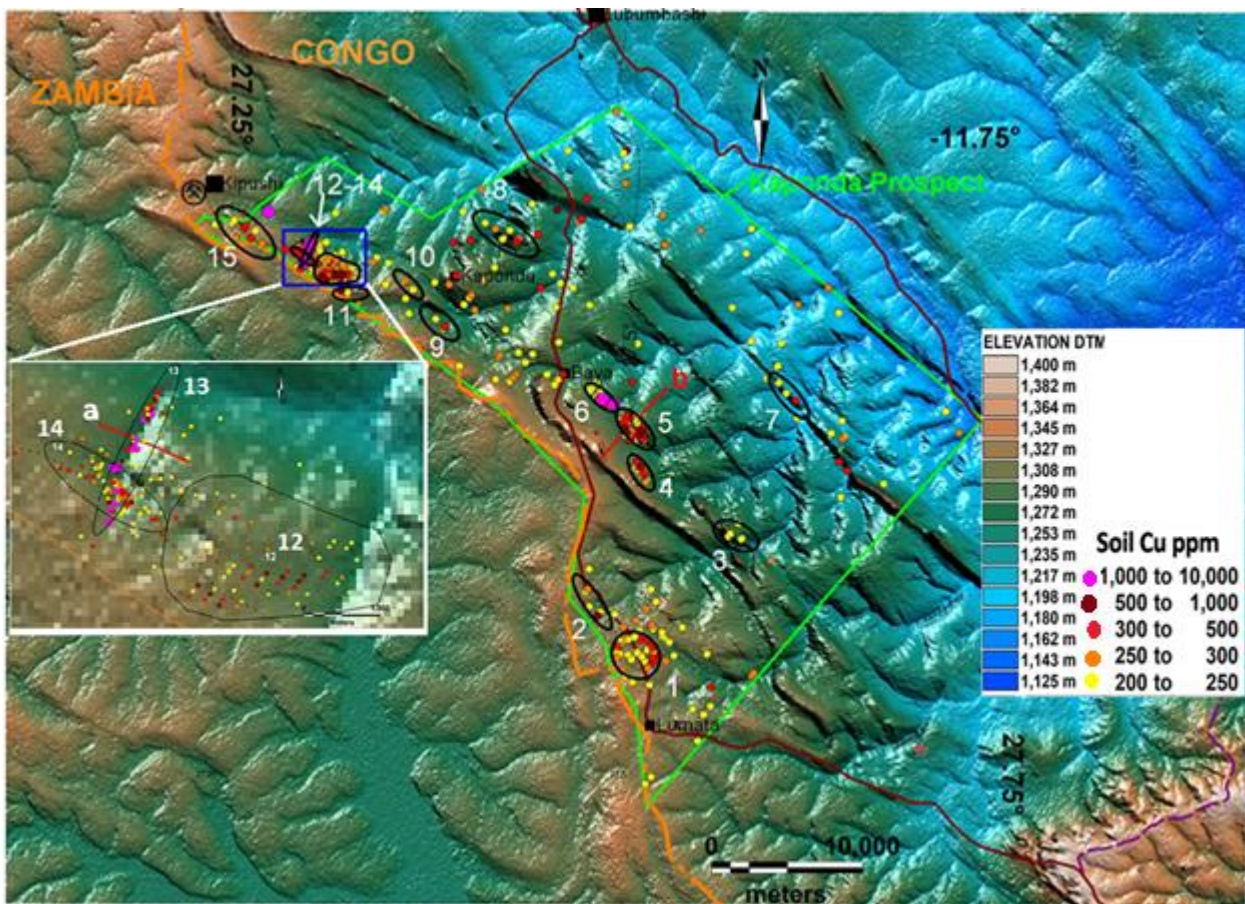 Lubumbashi
CONGO
ZAMBIA
27.25°
N
-11.75°
Kipushi
12-14
8
Kaponda Prospect
15
10
Kaponda
11
9
Baya
b
6
5
7
4
3
2
1
Lumata
27.75°
13
13
a
14
14
12
12
ELEVATION DTM
1,400 m
1,382 m
1,364 m
1,345 m
1,327 m
1,308 m
1,290 m
1,272 m
1,253 m
1,235 m
1,217 m
1,198 m
1,180 m
1,162 m
1,143 m
1,125 m
Soil Cu ppm
1,000 to 10,000
500 to 1,000
300 to 500
250 to 300
200 to 250
0 10,000
meters